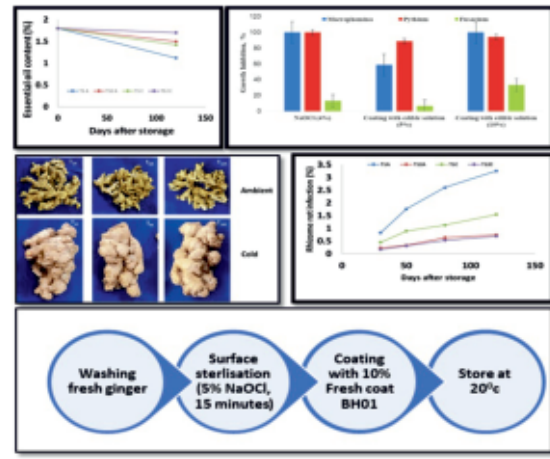 Essential oil content (%)
2
1.5
1
0.5
0
0
50
100
150
Days after storage
Growth Inhibition, %
120
100
80
60
40
20
0
Macrophomina
Pythium
Fusarium
Coating with edible solution
Coating with edible solution
Ambient
Cold
Rhizome rot infection (%)
3.5
3
2.5
2
1.5
1
0.5
0
0
50
100
150
Days after storage
Washing
fresh ginger
Surface
sterilisation
(5% NaOCl,
15 minutes)
Coating
with 10%
Fresh coat
BH01
Store at
20⁰c